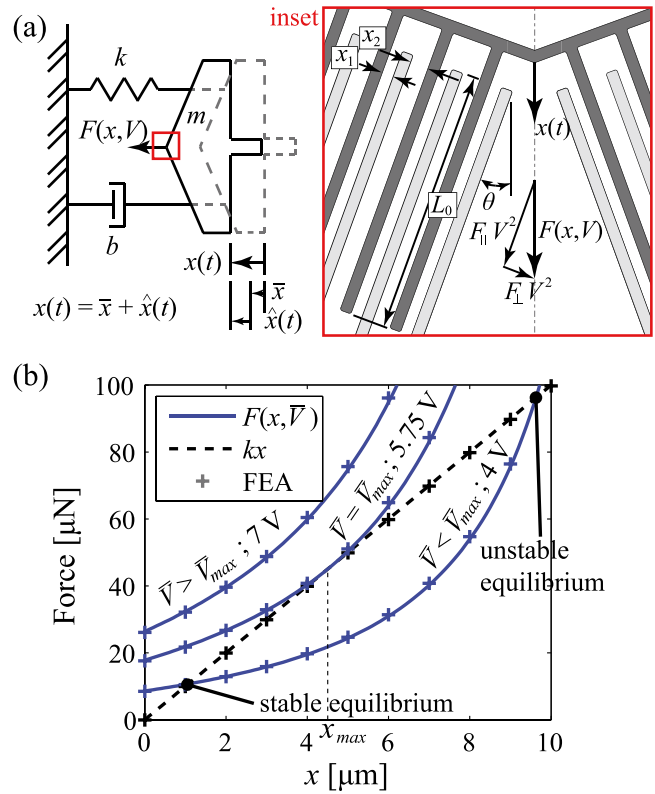 (a)
k
m
F(x,V)
b
x(t)
x̄
x̂(t)
x(t) = x̄ + x̂(t)
inset
x₂
x₁
x(t)
θ
L₀
F∥V²
F(x,V)
F⊥V²
(b)
100
80
60
40
20
0
Force [µN]
F(x,V̄)
kx
FEA
V̄ > V̄max ; 7 V
V̄ = V̄max ; 5.75 V
V̄ < V̄max ; 4 V
unstable
equilibrium
stable equilibrium
xmax
0
2
4
6
8
10
x [µm]